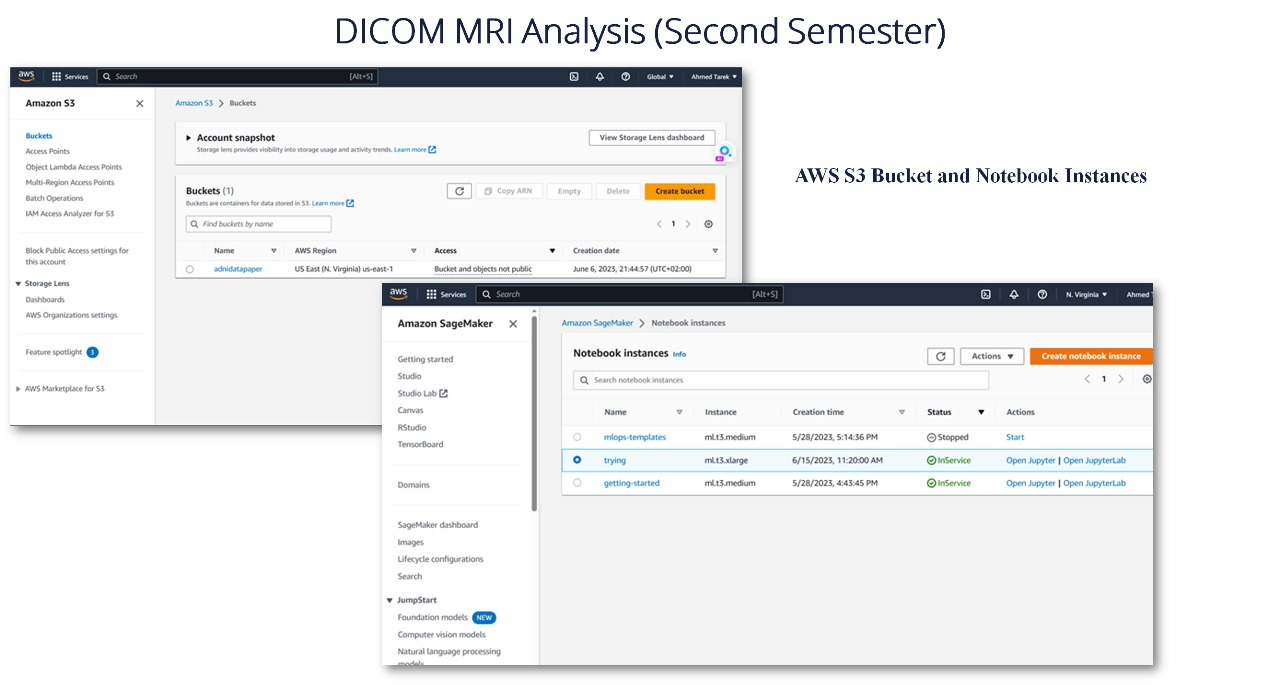 DICOM MRI Analysis (Second Semester)
aws Services Search [Alt+S] Global Ahmed Tarek
Amazon S3
Buckets
Access Points
Object Lambda Access Points
Multi-Region Access Points
Batch Operations
IAM Access Analyzer for S3
Block Public Access settings for
this account
Storage Lens
Dashboards
AWS Organizations settings
Feature spotlight 3
AWS Marketplace for S3
Amazon S3 > Buckets
Account snapshot
Storage lens provides visibility into storage usage and activity trends. Learn more
View Storage Lens dashboard
Buckets (1)
Buckets are containers for data stored in S3. Learn more
Copy ARN Empty Delete Create bucket
Find buckets by name
1
Name AWS Region Access Creation date
adnidatapaper US East (N. Virginia) us-east-1 Bucket and objects not public June 6, 2023, 21:44:57 (UTC+02:00)
AWS S3 Bucket and Notebook Instances
aws Services Search [Alt+S] N. Virginia Ahmed
Amazon SageMaker
Getting started
Studio
Studio Lab
Canvas
RStudio
TensorBoard
Domains
SageMaker dashboard
Images
Lifecycle configurations
Search
JumpStart
Foundation models NEW
Computer vision models
Natural language processing
models
Amazon SageMaker > Notebook instances
Notebook instances Info
Actions Create notebook instance
Search notebook instances
1
Name Instance Creation time Status Actions
mlops-templates ml.t3.medium 5/28/2023, 5:14:36 PM Stopped Start
trying ml.t3.xlarge 6/15/2023, 11:20:00 AM InService Open Jupyter | Open JupyterLab
getting-started ml.t3.medium 5/28/2023, 4:43:45 PM InService Open Jupyter | Open JupyterLab